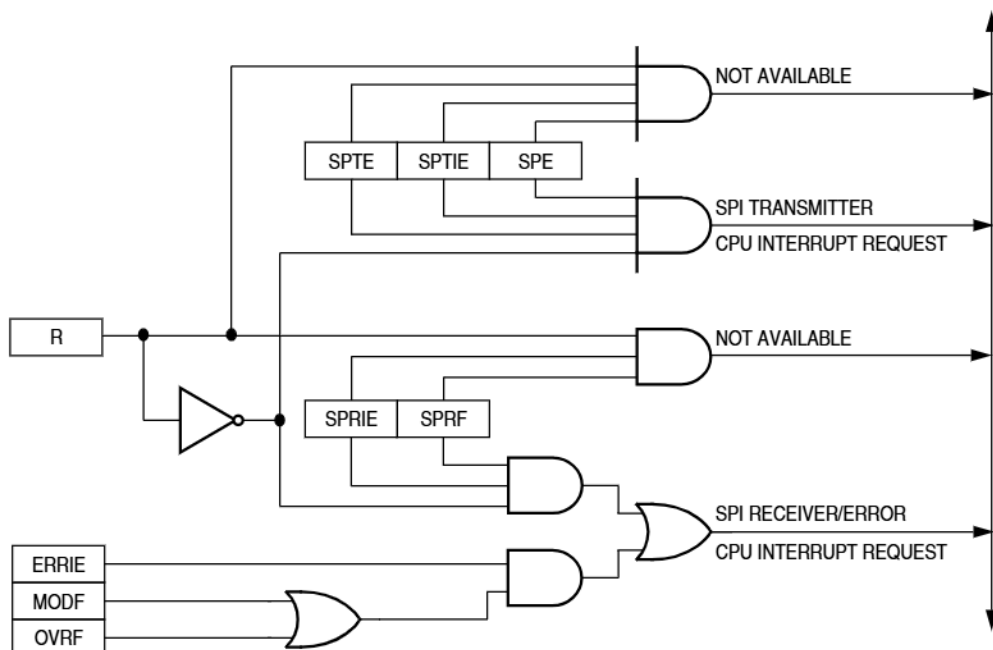 NOT AVAILABLE
SPTE SPTIE SPE
SPI TRANSMITTER
CPU INTERRUPT REQUEST
R
NOT AVAILABLE
SPRIE SPRF
SPI RECEIVER/ERROR
CPU INTERRUPT REQUEST
ERRIE
MODF
OVRF